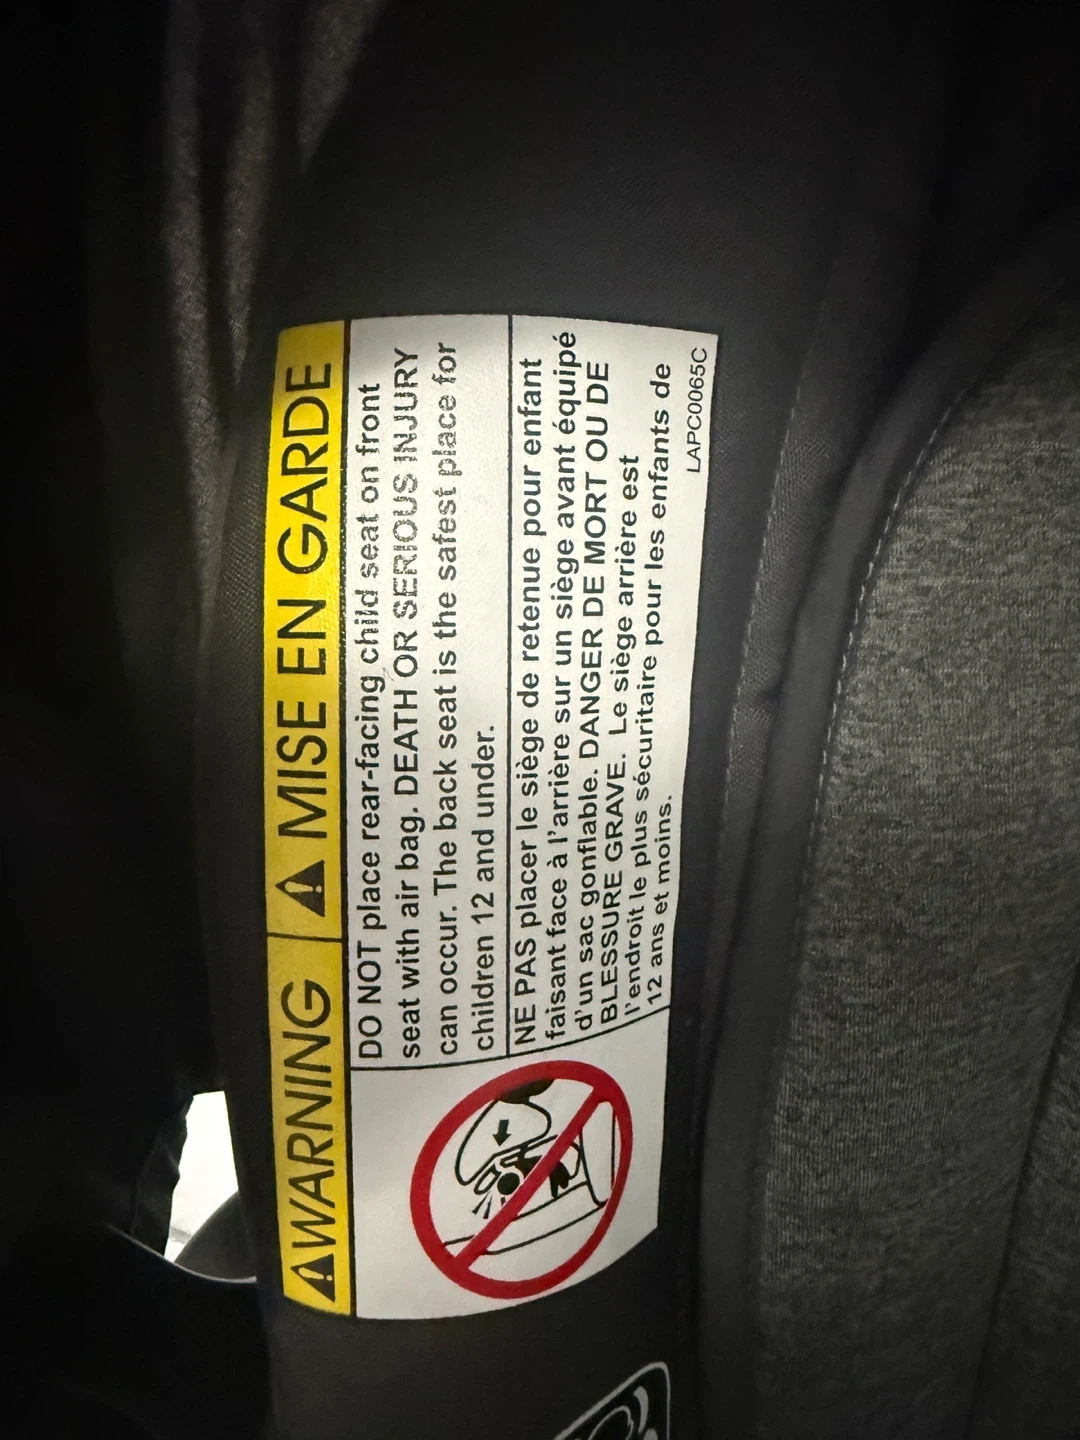 WARNING
MISE EN GARDE
DO NOT place rear-facing child seat on front
seat with air bag. DEATH OR SERIOUS INJURY
can occur. The back seat is the safest place for
children 12 and under.
NE PAS placer le siège de retenue pour enfant
faisant face à l'arrière sur un siège avant équipé
d'un sac gonflable. DANGER DE MORT OU DE
BLESSURE GRAVE. Le siège arrière est
l'endroit le plus sécuritaire pour les enfants de
12 ans et moins.
LAPC0065C